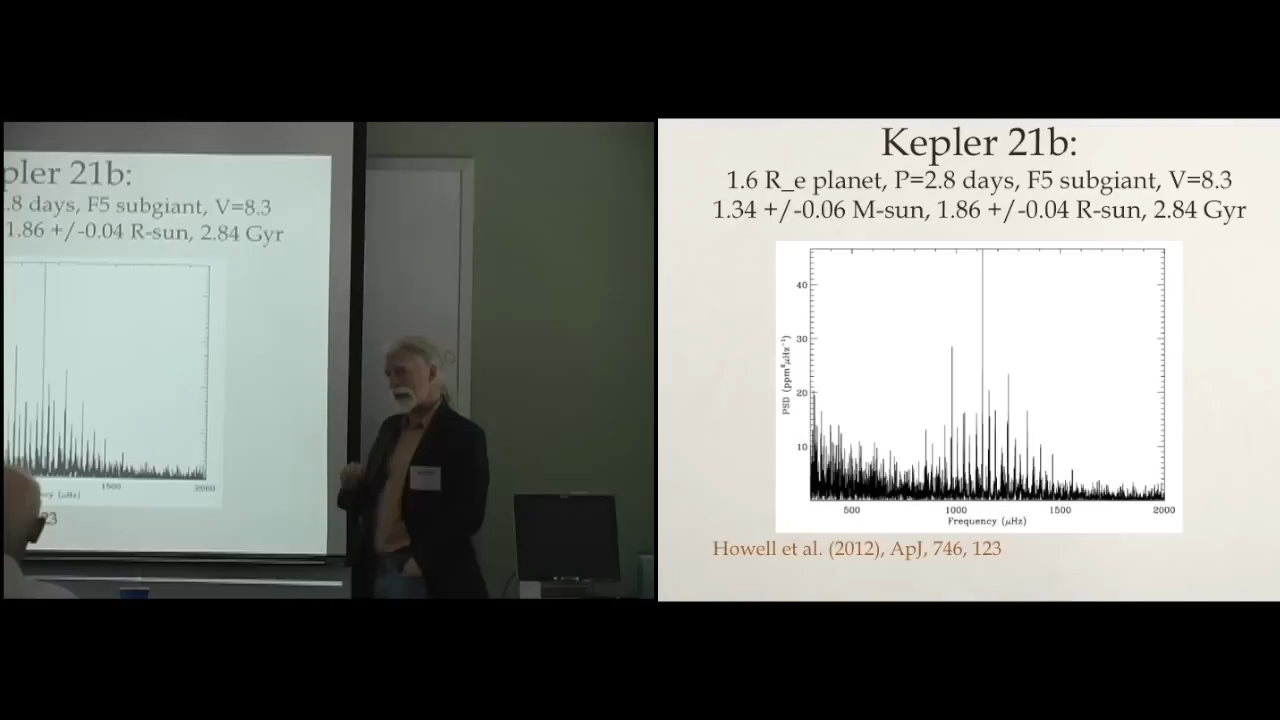 pler 21b:
.8 days, F5 subgiant, V=8.3
1.86 +/-0.04 R-sun, 2.84 Gyr
1500
2000
(μHz)
23
Kepler 21b:
1.6 R_e planet, P=2.8 days, F5 subgiant, V=8.3
1.34 +/-0.06 M-sun, 1.86 +/-0.04 R-sun, 2.84 Gyr
40
30
20
10
PSD (ppm² μHz⁻¹)
500 1000 1500 2000
Frequency (μHz)
Howell et al. (2012), ApJ, 746, 123